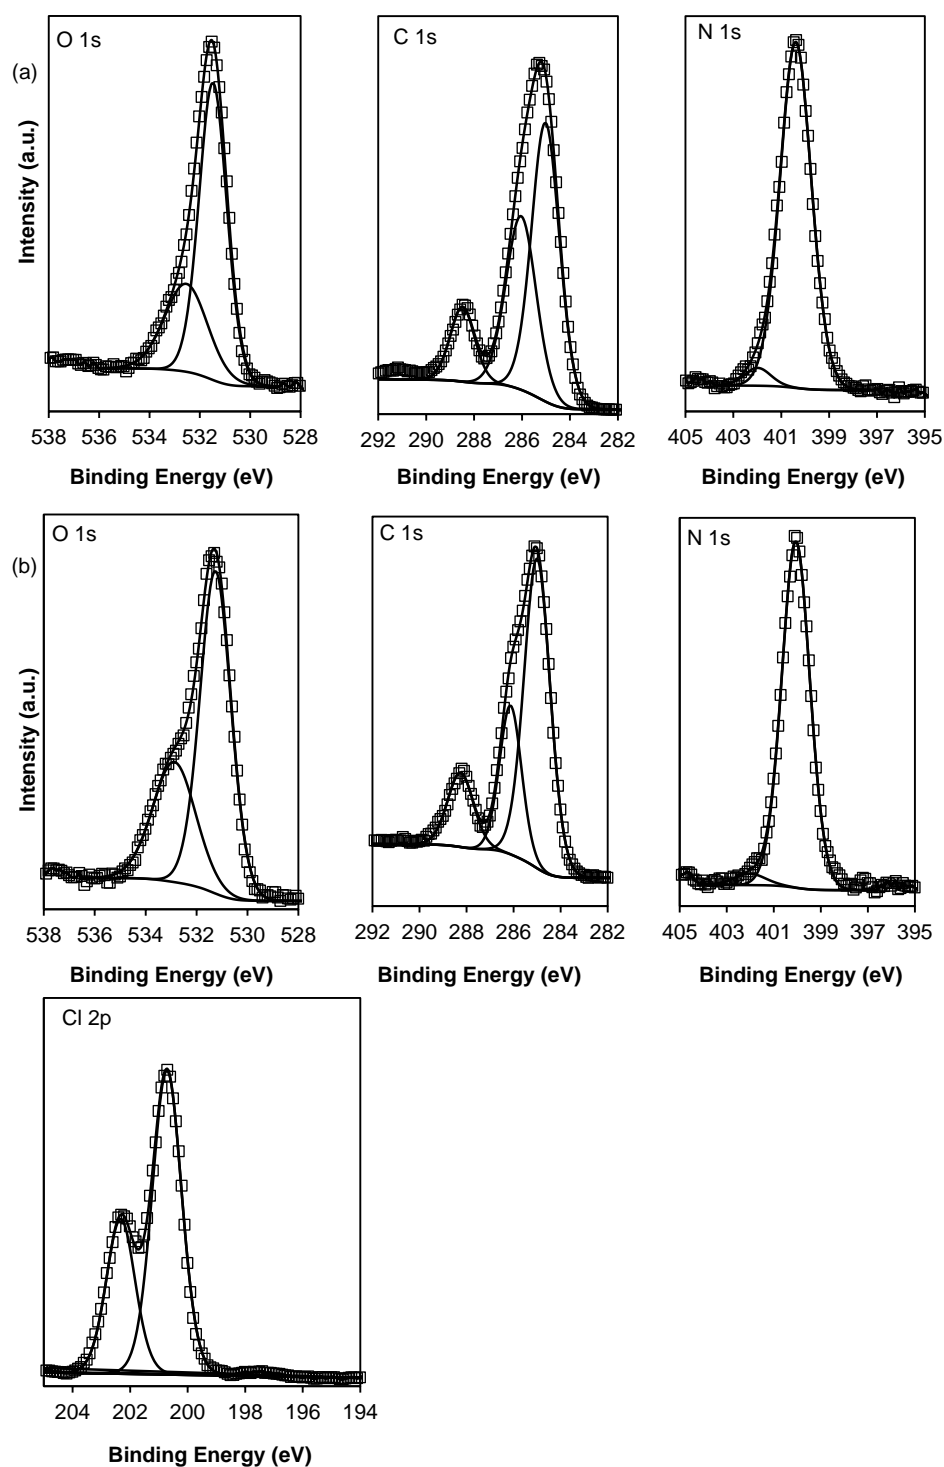 O 1s
C 1s
N 1s
(a)
Intensity (a.u.)
538 536 534 532 530 528
292 290 288 286 284 282
405 403 401 399 397 395
Binding Energy (eV)
Binding Energy (eV)
Binding Energy (eV)
O 1s
C 1s
N 1s
(b)
Intensity (a.u.)
538 536 534 532 530 528
292 290 288 286 284 282
405 403 401 399 397 395
Binding Energy (eV)
Binding Energy (eV)
Binding Energy (eV)
Cl 2p
204 202 200 198 196 194
Binding Energy (eV)